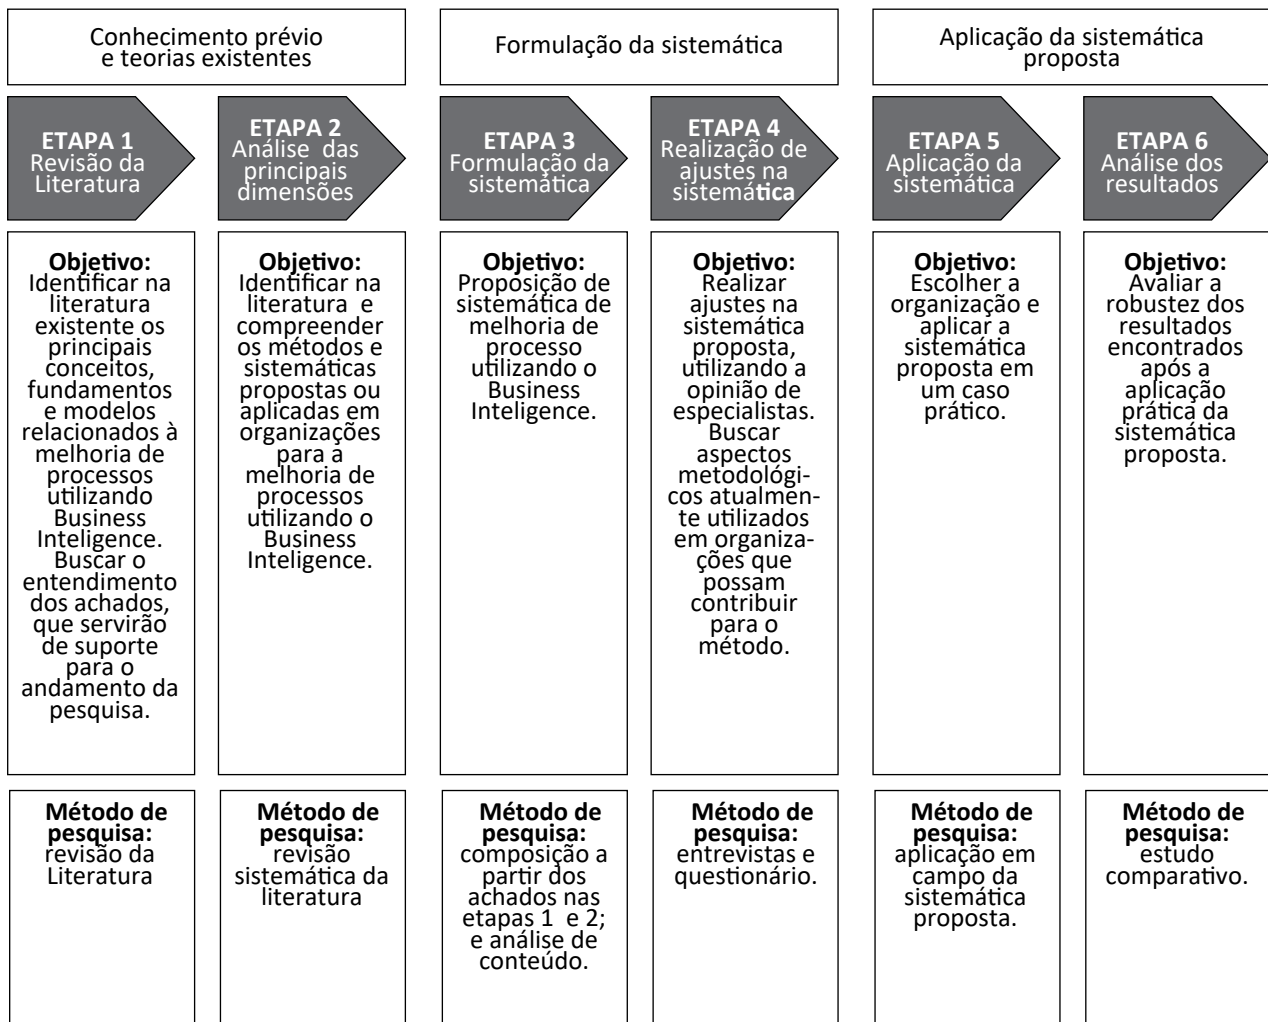 Conhecimento prévio
e teorias existentes
Formulação da sistemática
Aplicação da sistemática
proposta
ETAPA 1
Revisão da
Literatura
ETAPA 2
Análise das
principais
dimensões
ETAPA 3
Formulação da
sistemática
ETAPA 4
Realização de
ajustes na
sistemática
ETAPA 5
Aplicação da
sistemática
ETAPA 6
Análise dos
resultados
Objetivo:
Identificar na
literatura
existente os
principais
conceitos,
fundamentos
e modelos
relacionados à
melhoria de
processos
utilizando
Business
Inteligence.
Buscar o
entendimento
dos achados,
que servirão
de suporte
para o
andamento da
pesquisa.
Objetivo:
Identificar na
literatura e
compreender
os métodos e
sistemáticas
propostas ou
aplicadas em
organizações
para a
melhoria de
processos
utilizando o
Business
Inteligence.
Objetivo:
Proposição de
sistemática de
melhoria de
processo
utilizando o
Business
Inteligence.
Objetivo:
Realizar
ajustes na
sistemática
proposta,
utilizando a
opinião de
especialistas.
Buscar
aspectos
metodológi-
cos atualmen-
te utilizados
em organiza-
ções que
possam
contribuir
para o
método.
Objetivo:
Escolher a
organização e
aplicar a
sistemática
proposta em
um caso
prático.
Objetivo:
Avaliar a
robustez dos
resultados
encontrados
após a
aplicação
prática da
sistemática
proposta.
Método de
pesquisa:
revisão da
Literatura
Método de
pesquisa:
revisão
sistemática da
literatura
Método de
pesquisa:
composição a
partir dos
achados nas
etapas 1 e 2;
e análise de
conteúdo.
Método de
pesquisa:
entrevistas e
questionário.
Método de
pesquisa:
aplicação em
campo da
sistemática
proposta.
Método de
pesquisa:
estudo
comparativo.